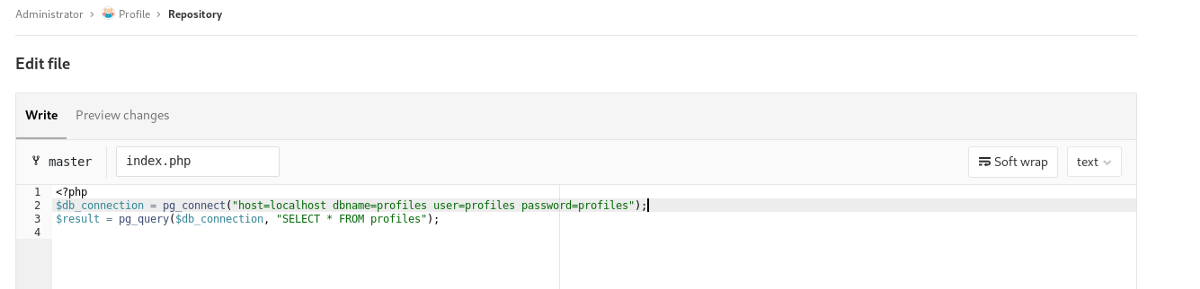 Administrator › Profile › Repository
Edit file
Write Preview changes
master index.php Soft wrap text
1 <?php
2 $db_connection = pg_connect("host=localhost dbname=profiles user=profiles password=profiles");
3 $result = pg_query($db_connection, "SELECT * FROM profiles");
4